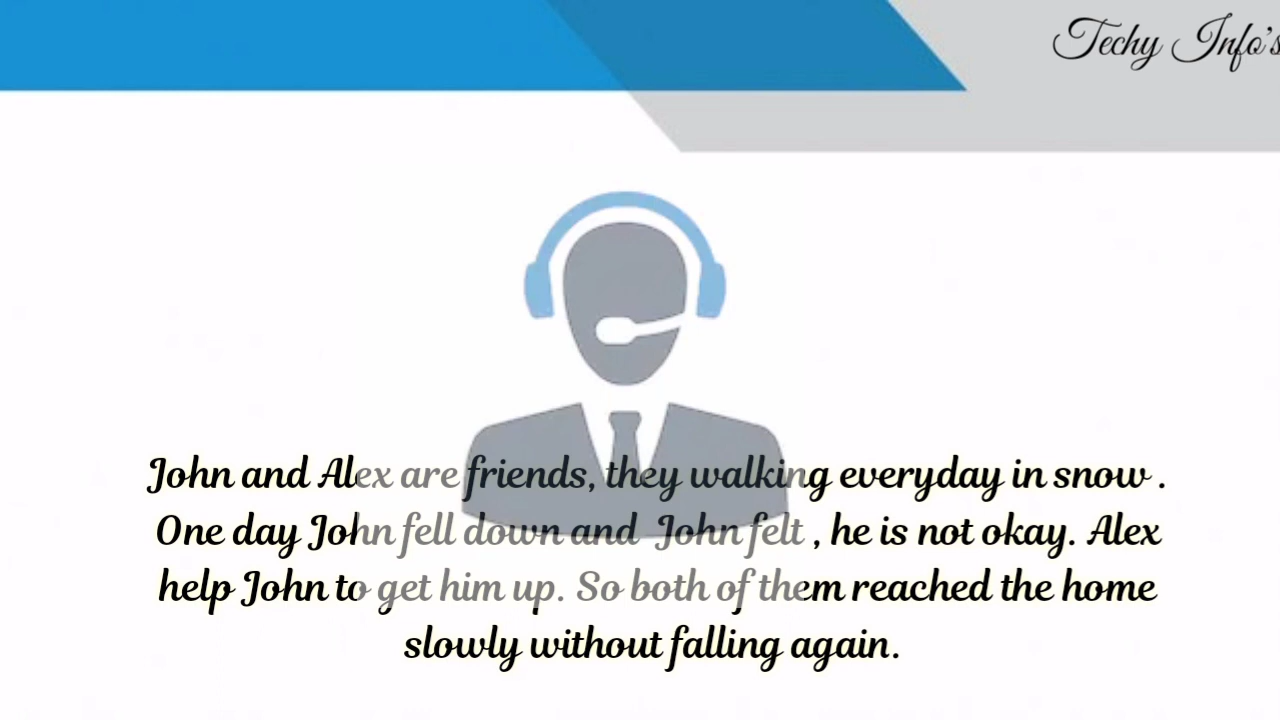 Techy Info's
John and Alex are friends, they walking everyday in snow .
One day John fell down and John felt , he is not okay. Alex
help John to get him up. So both of them reached the home
slowly without falling again.